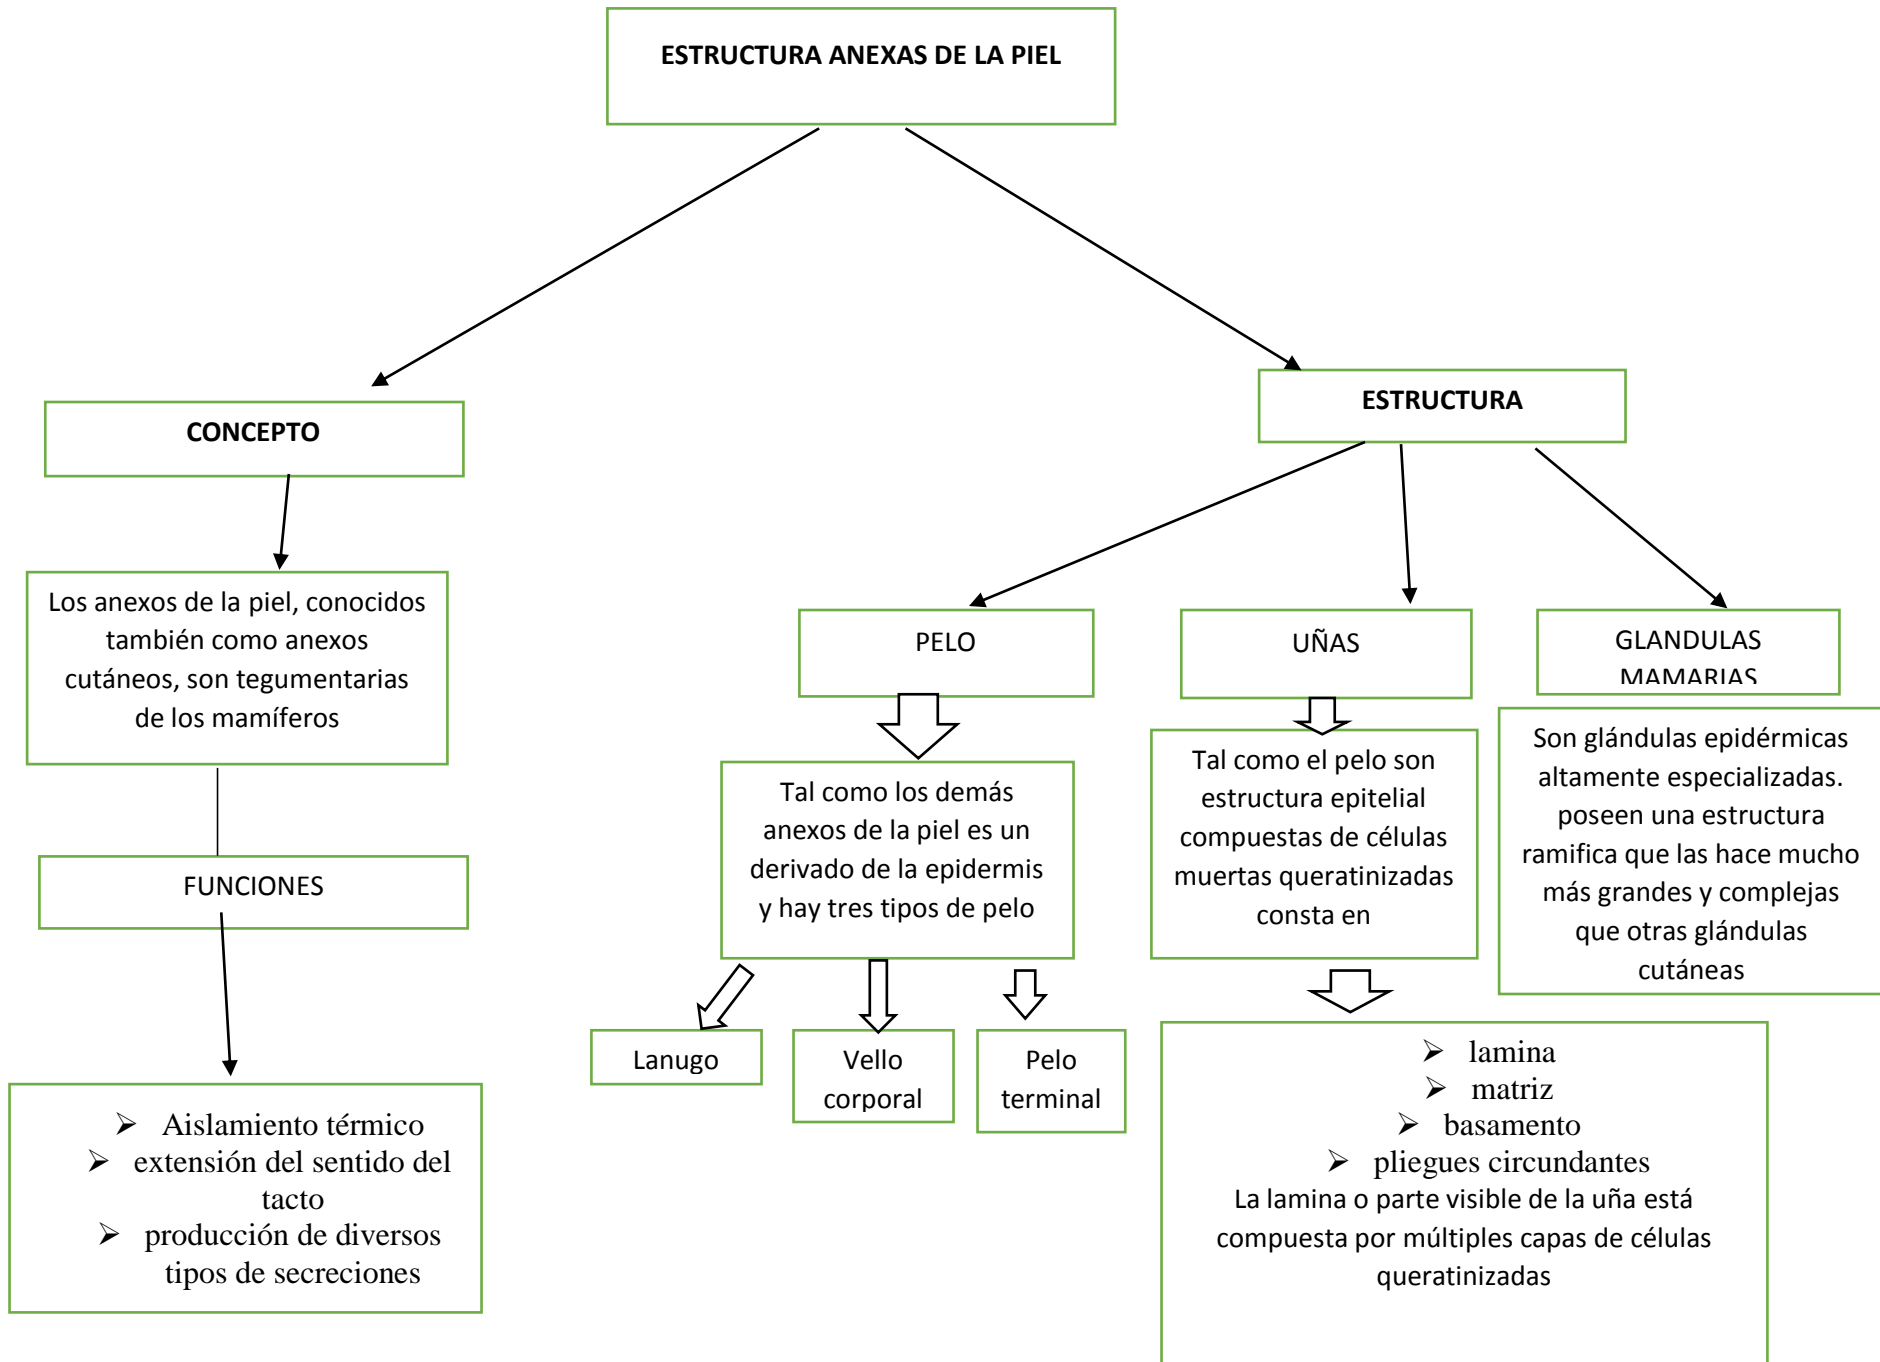 ESTRUCTURA ANEXAS DE LA PIEL
CONCEPTO
Los anexos de la piel, conocidos
también como anexos
cutáneos, son tegumentarias
de los mamíferos
FUNCIONES
➢ Aislamiento térmico
➢ extensión del sentido del
tacto
➢ producción de diversos
tipos de secreciones
ESTRUCTURA
PELO
Tal como los demás
anexos de la piel es un
derivado de la epidermis
y hay tres tipos de pelo
Lanugo
Vello
corporal
Pelo
terminal
UÑAS
Tal como el pelo son
estructura epitelial
compuestas de células
muertas queratinizadas
consta en
➢ lamina
➢ matriz
➢ basamento
➢ pliegues circundantes
La lamina o parte visible de la uña está
compuesta por múltiples capas de células
queratinizadas
GLANDULAS
MAMARIAS
Son glándulas epidérmicas
altamente especializadas.
poseen una estructura
ramifica que las hace mucho
más grandes y complejas
que otras glándulas
cutáneas